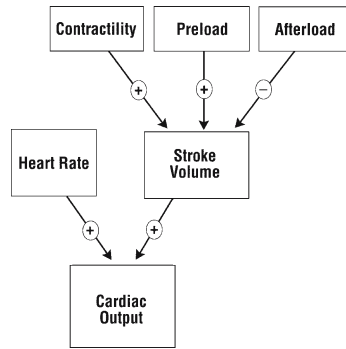 Contractility
Preload
Afterload
+
+
−
Heart Rate
Stroke
Volume
+
+
Cardiac
Output